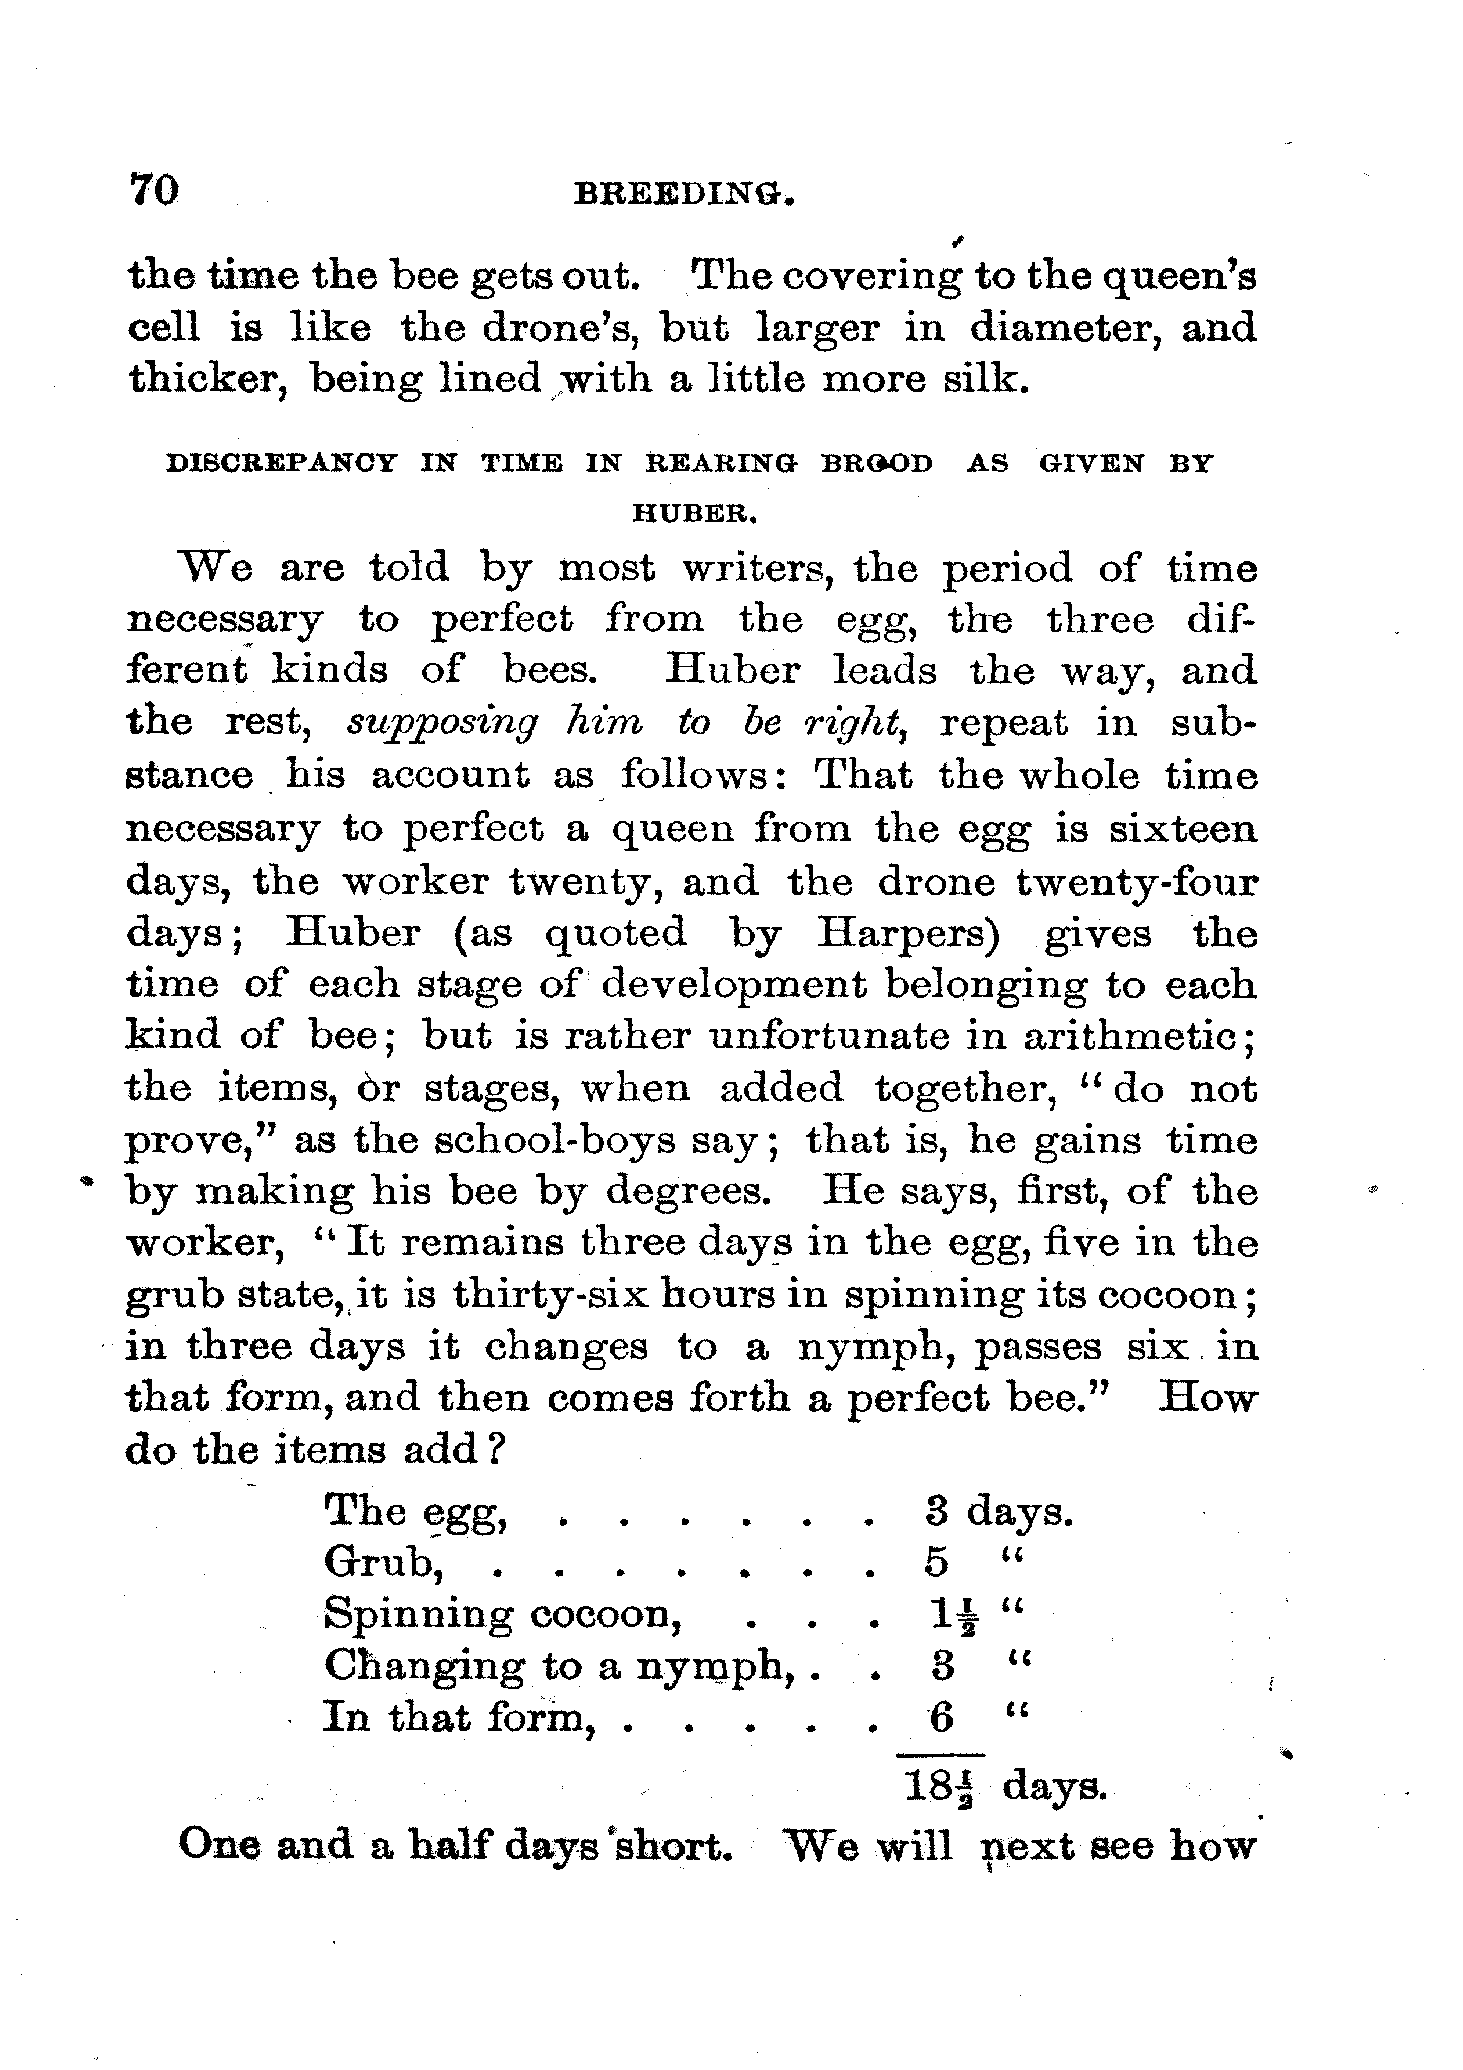 70 BREEDING.
the time the bee gets out. The covering to the queen's
cell is like the drone's, but larger in diameter, and
thicker, being lined with a little more silk.
DISCREPANCY IN TIME IN REARING BROOD AS GIVEN BY
HUBER.
We are told by most writers, the period of time
necessary to perfect from the egg, the three dif-
ferent kinds of bees. Huber leads the way, and
the rest, supposing him to be right, repeat in sub-
stance his account as follows: That the whole time
necessary to perfect a queen from the egg is sixteen
days, the worker twenty, and the drone twenty-four
days; Huber (as quoted by Harpers) gives the
time of each stage of development belonging to each
kind of bee; but is rather unfortunate in arithmetic;
the items, or stages, when added together, "do not
prove," as the school-boys say; that is, he gains time
by making his bee by degrees. He says, first, of the
worker, "It remains three days in the egg, five in the
grub state, it is thirty-six hours in spinning its cocoon;
in three days it changes to a nymph, passes six in
that form, and then comes forth a perfect bee." How
do the items add?
The egg, . . . . . . 3 days.
Grub, . . . . . . . 5 "
Spinning cocoon, . . . 1½ "
Changing to a nymph, . . 3 "
In that form, . . . . . 6 "
18½ days.
One and a half days short. We will next see how